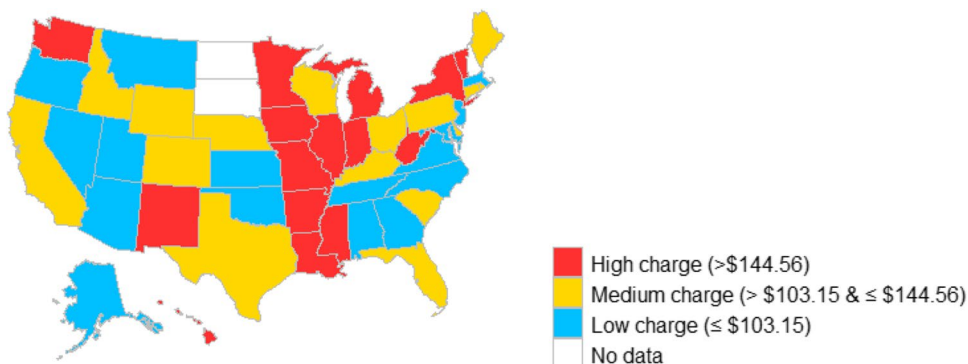 High charge (>$144.56)
Medium charge (> $103.15 & ≤ $144.56)
Low charge (≤ $103.15)
No data